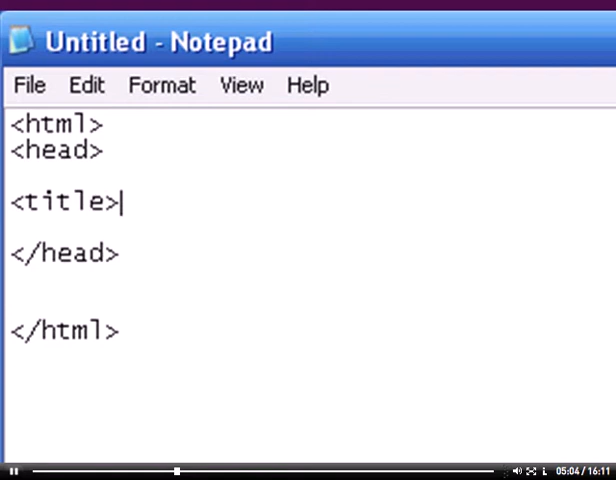 Untitled - Notepad
File Edit Format View Help
<html>
<head>
<title>
</head>
</html>
05:04 / 16:11